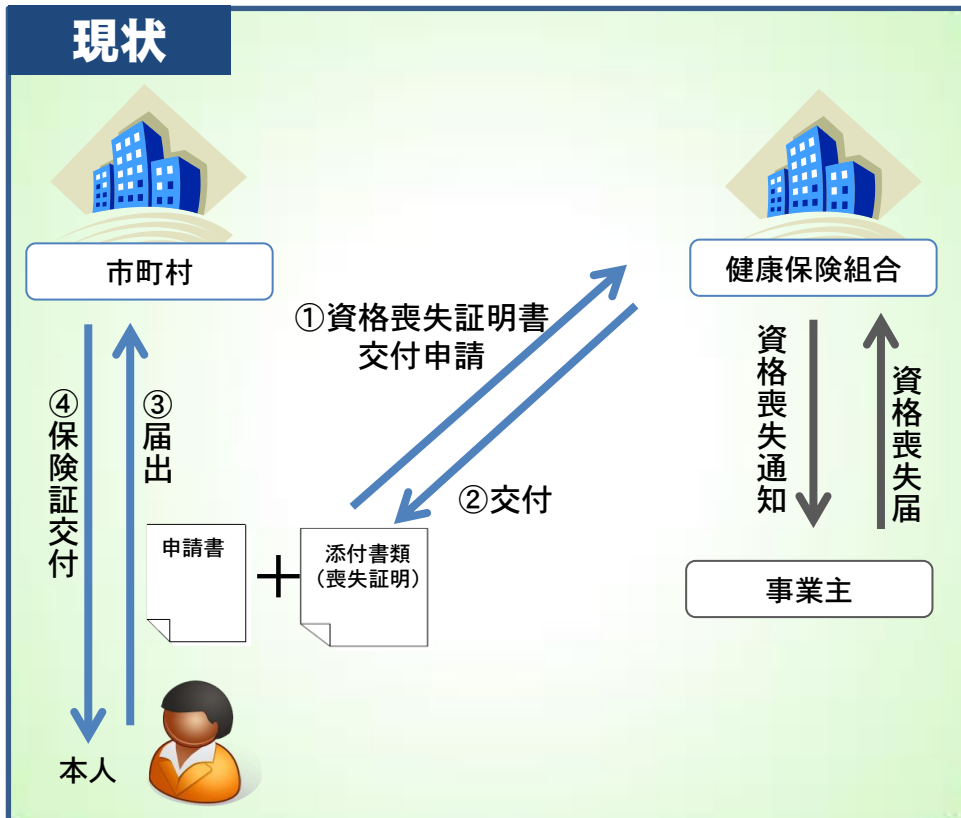 現状
市町村
健康保険組合
①資格喪失証明書
交付申請
②交付
③届出
④保険証交付
資格喪失通知
資格喪失届
申請書
＋
添付書類
（喪失証明）
事業主
本人